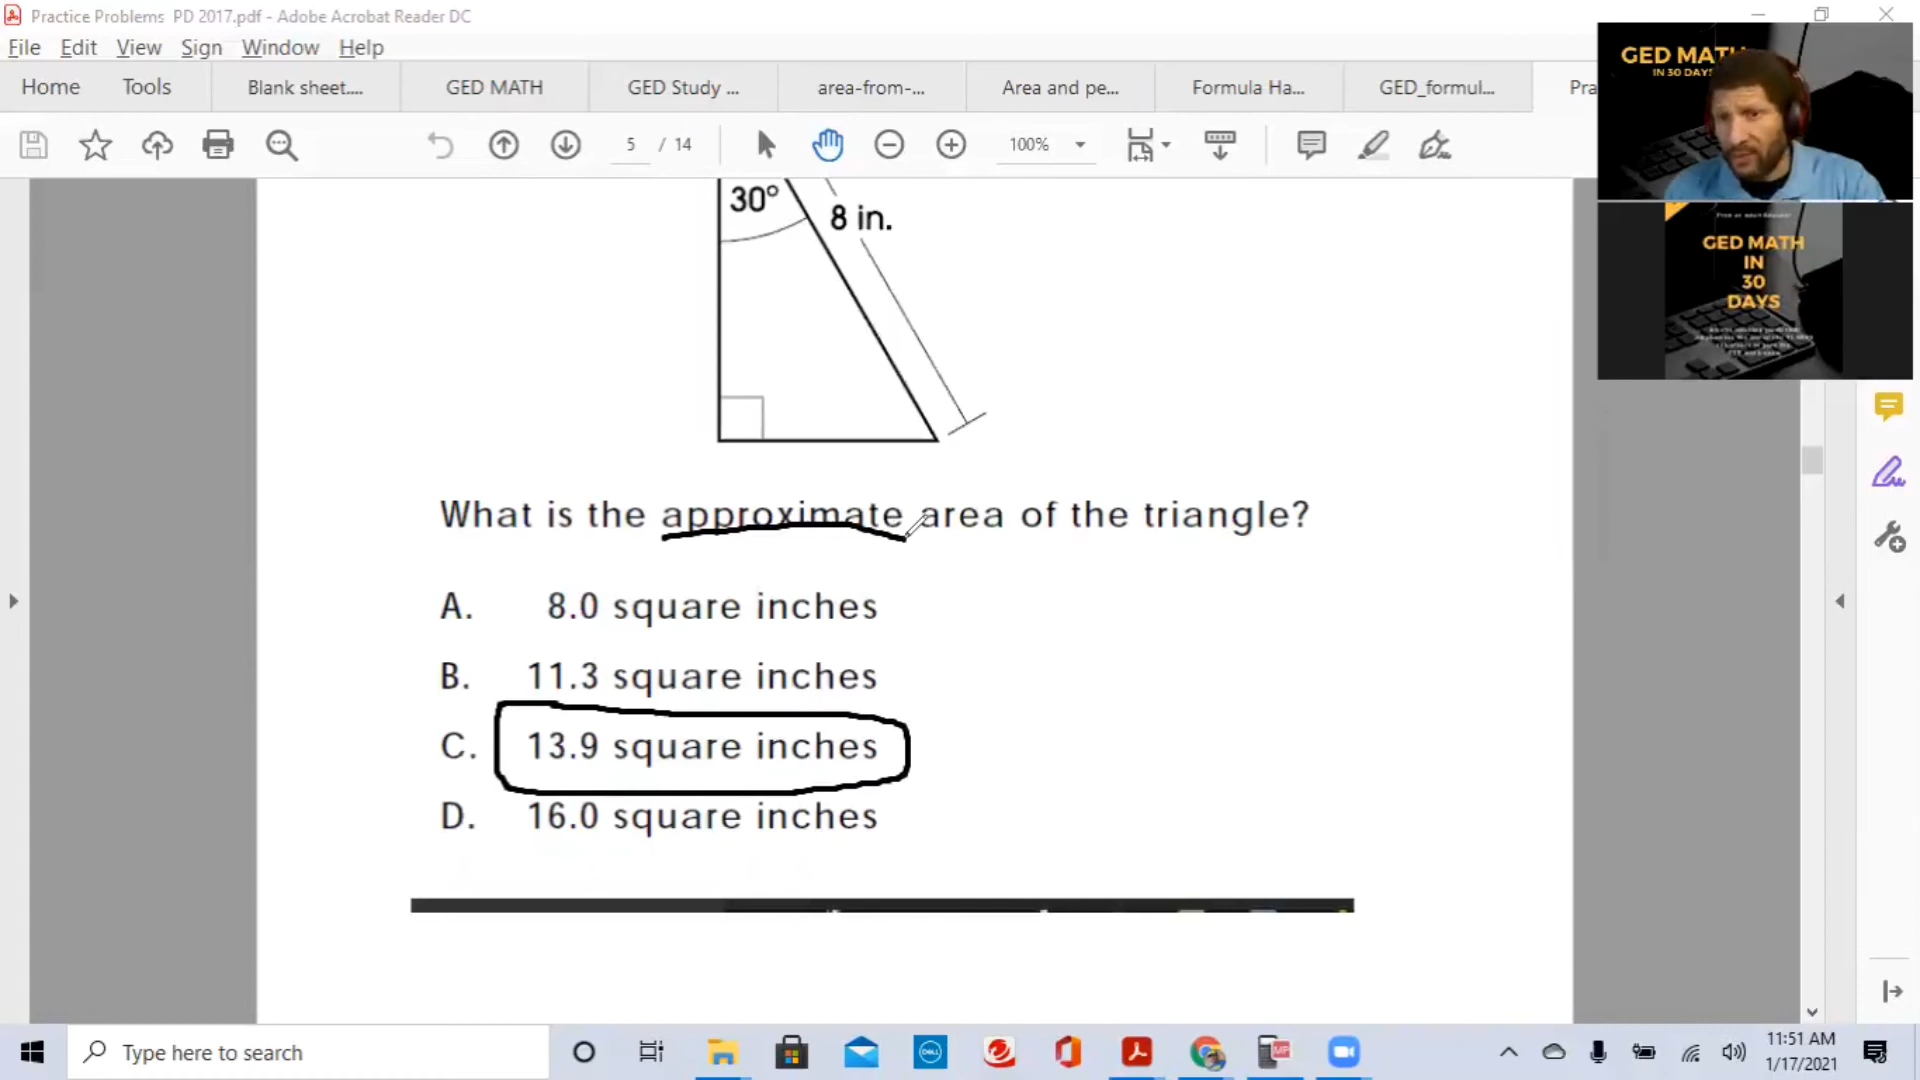 Practice Problems PD 2017.pdf - Adobe Acrobat Reader DC
File Edit View Sign Window Help
Home Tools Blank sheet.... GED MATH GED Study ... area-from-... Area and pe... Formula Ha... GED_formul... Pra
5 / 14 100%
GED MATH
IN 30 DAYS
30°
8 in.
GED MATH
IN
30
DAYS
What is the approximate area of the triangle?
A. 8.0 square inches
B. 11.3 square inches
C. 13.9 square inches
D. 16.0 square inches
Type here to search
DELL
11:51 AM
1/17/2021